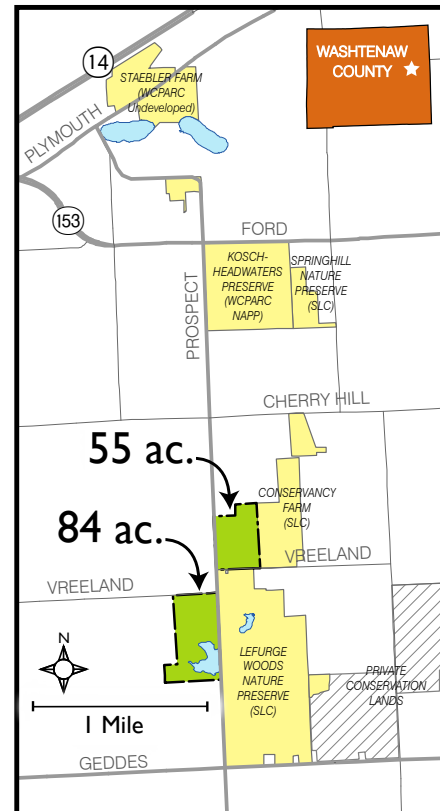 14
STAEBLER FARM
(WCPARC
Undeveloped)
WASHTENAW
COUNTY
PLYMOUTH
153
FORD
PROSPECT
KOSCH-
HEADWATERS
PRESERVE
(WCPARC
NAPP)
SPRINGHILL
NATURE
PRESERVE
(SLC)
CHERRY HILL
55 ac.
CONSERVANCY
FARM
(SLC)
84 ac.
VREELAND
VREELAND
N
LEFURGE
WOODS
NATURE
PRESERVE
(SLC)
PRIVATE
CONSERVATION
LANDS
1 Mile
GEDDES